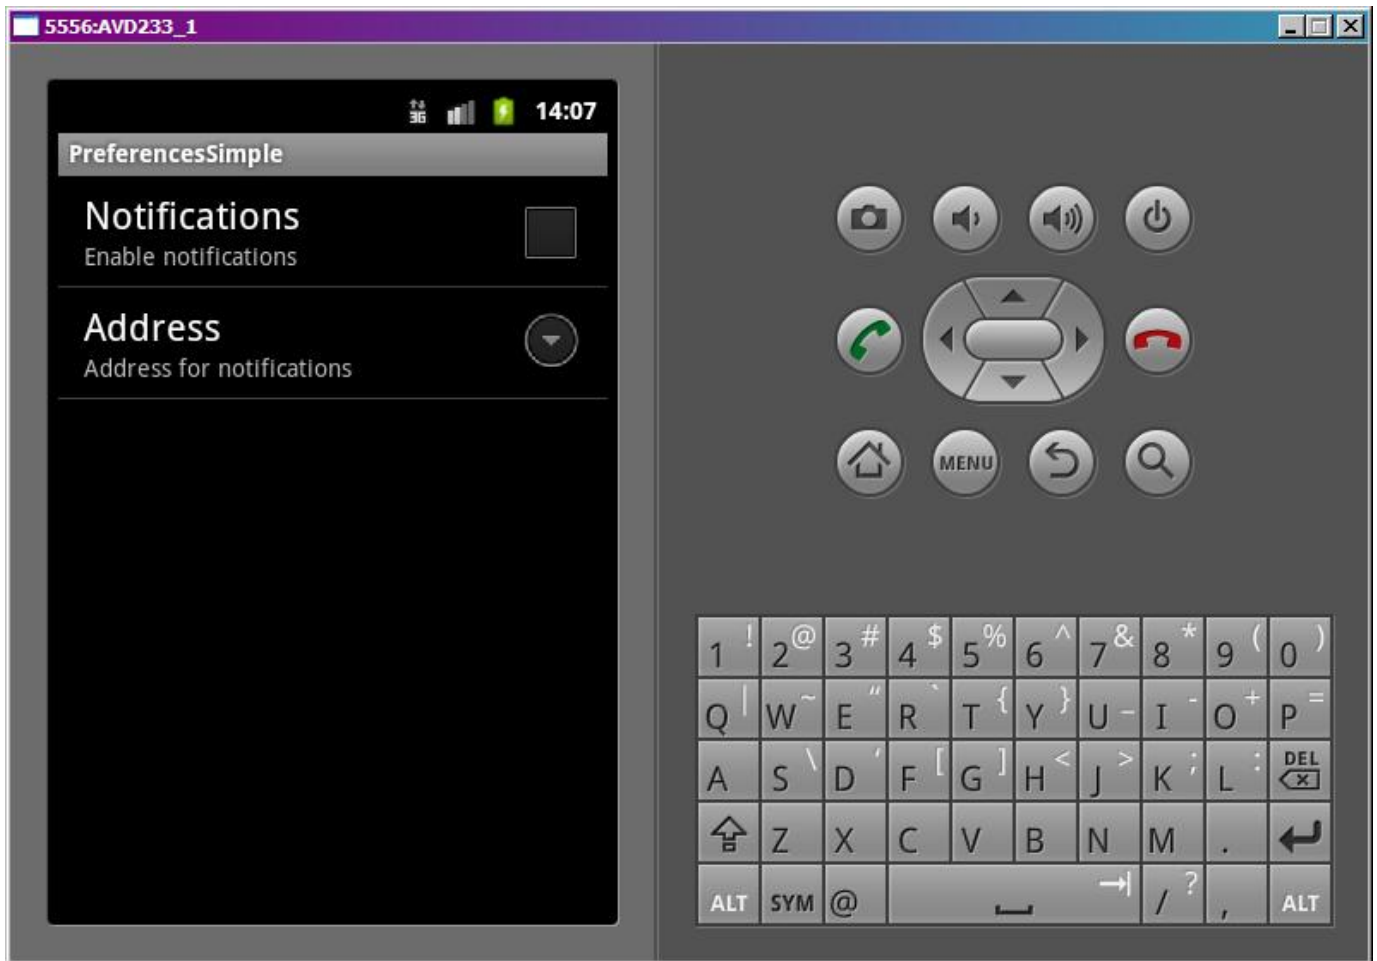 5556:AVD233_1
3G 14:07
PreferencesSimple
Notifications
Enable notifications
Address
Address for notifications
MENU
1 ! 2 @ 3 # 4 $ 5 % 6 ^ 7 & 8 * 9 ( 0 )
Q | W ~ E “ R ` T { Y } U _ I - O + P =
A S \ D ‘ F [ G ] H < J > K ; L : DEL
Z X C V B N M .
ALT SYM @ / ? , ALT